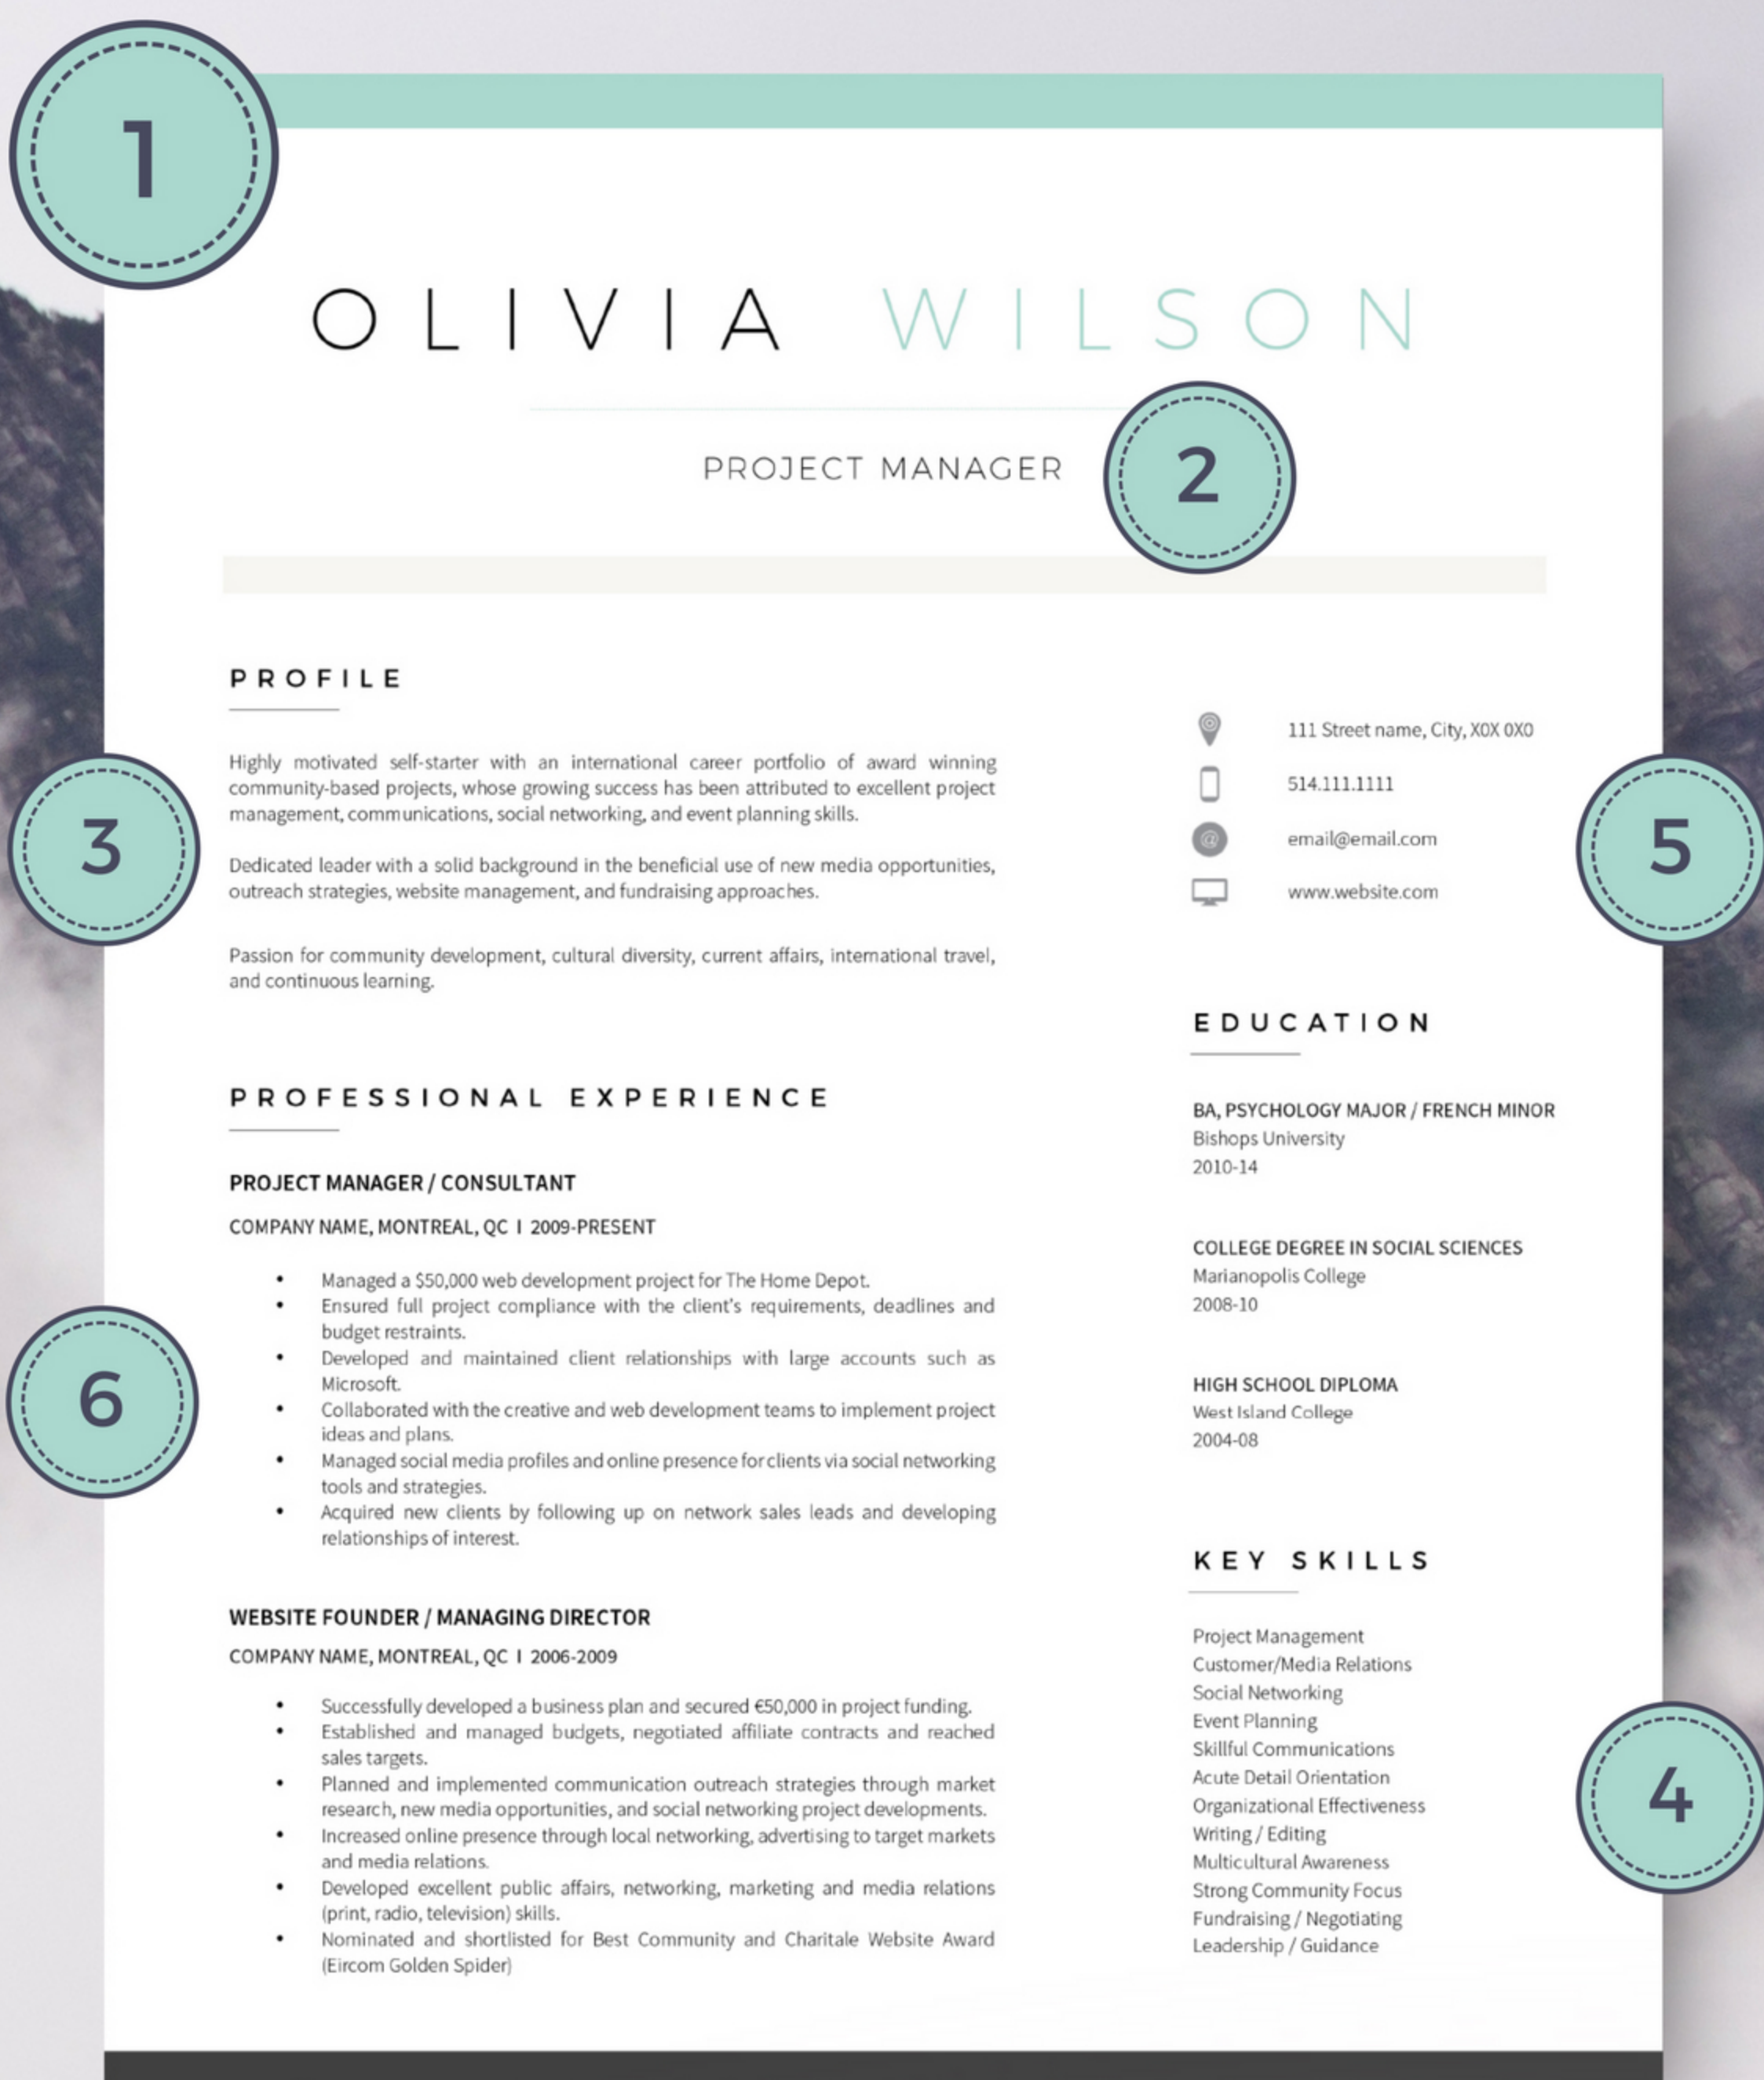 1
OLIVIA WILSON
PROJECT MANAGER
2
PROFILE
Highly motivated self-starter with an international career portfolio of award winning
community-based projects, whose growing success has been attributed to excellent project
management, communications, social networking, and event planning skills.
3
Dedicated leader with a solid background in the beneficial use of new media opportunities,
outreach strategies, website management, and fundraising approaches.
Passion for community development, cultural diversity, current affairs, international travel,
and continuous learning.
PROFESSIONAL EXPERIENCE
PROJECT MANAGER / CONSULTANT
COMPANY NAME, MONTREAL, QC I 2009-PRESENT
• Managed a $50,000 web development project for The Home Depot.
• Ensured full project compliance with the client's requirements, deadlines and
budget restraints.
• Developed and maintained client relationships with large accounts such as
Microsoft.
6
• Collaborated with the creative and web development teams to implement project
ideas and plans.
• Managed social media profiles and online presence for clients via social networking
tools and strategies.
• Acquired new clients by following up on network sales leads and developing
relationships of interest.
WEBSITE FOUNDER / MANAGING DIRECTOR
COMPANY NAME, MONTREAL, QC I 2006-2009
• Successfully developed a business plan and secured €50,000 in project funding.
• Established and managed budgets, negotiated affiliate contracts and reached
sales targets.
• Planned and implemented communication outreach strategies through market
research, new media opportunities, and social networking project developments.
• Increased online presence through local networking, advertising to target markets
and media relations.
• Developed excellent public affairs, networking, marketing and media relations
(print, radio, television) skills.
• Nominated and shortlisted for Best Community and Charitale Website Award
(Eircom Golden Spider)
111 Street name, City, X0X 0X0
514.111.1111
@ email@email.com
www.website.com
5
EDUCATION
BA, PSYCHOLOGY MAJOR / FRENCH MINOR
Bishops University
2010-14
COLLEGE DEGREE IN SOCIAL SCIENCES
Marianopolis College
2008-10
HIGH SCHOOL DIPLOMA
West Island College
2004-08
KEY SKILLS
Project Management
Customer/Media Relations
Social Networking
Event Planning
Skillful Communications
Acute Detail Orientation
Organizational Effectiveness
Writing / Editing
Multicultural Awareness
Strong Community Focus
Fundraising / Negotiating
Leadership / Guidance
4